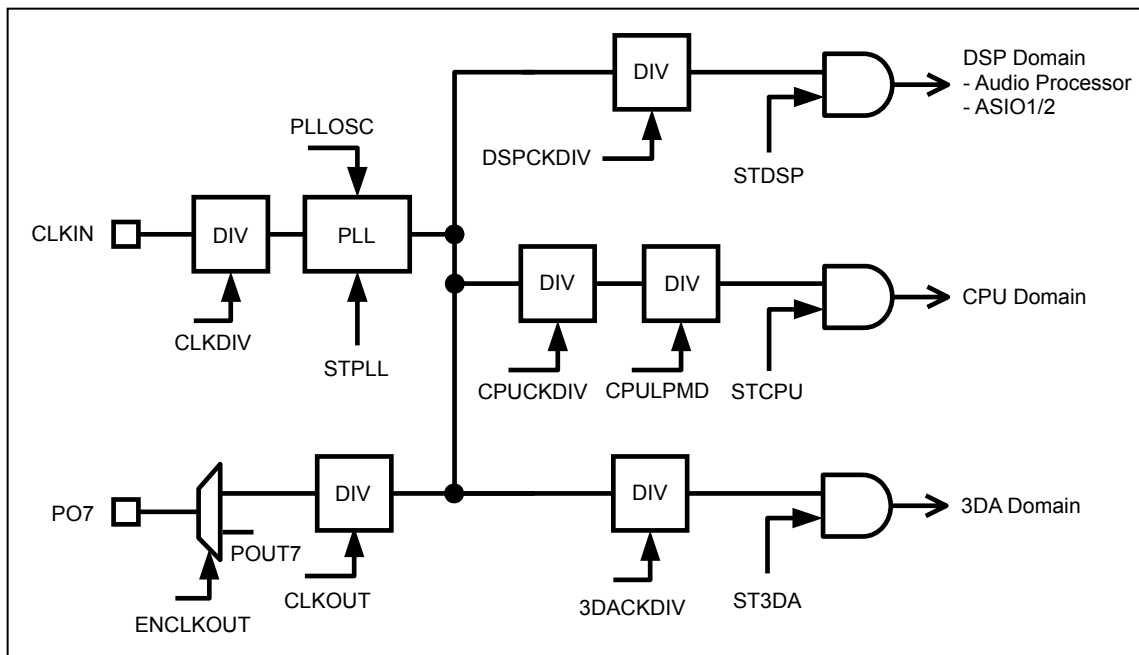 DSP Domain
- Audio Processor
- ASIO1/2
DIV
PLLOSC
DSPCKDIV
STDSP
CLKIN
DIV
PLL
DIV
DIV
CPU Domain
CLKDIV
STPLL
CPUCKDIV
CPULPMD
STCPU
PO7
DIV
DIV
3DA Domain
POUT7
CLKOUT
3DACKDIV
ST3DA
ENCLKOUT